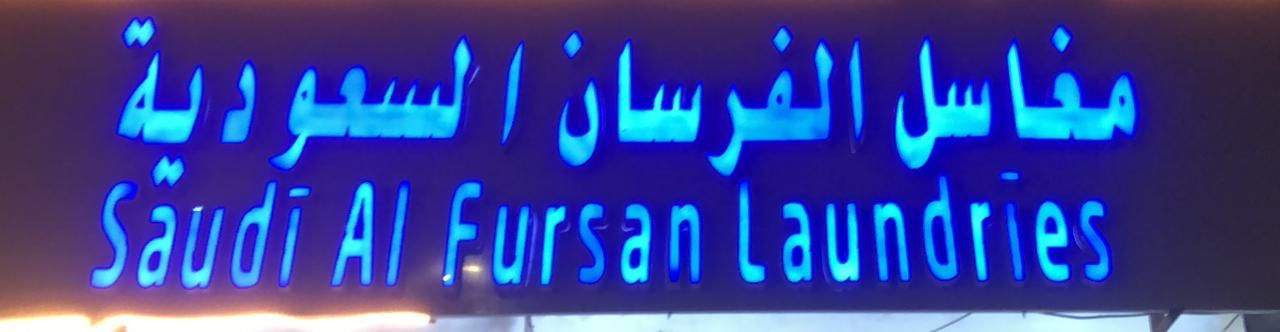 مغاسل الفرسان السعودية
Saudi Al Fursan Laundries